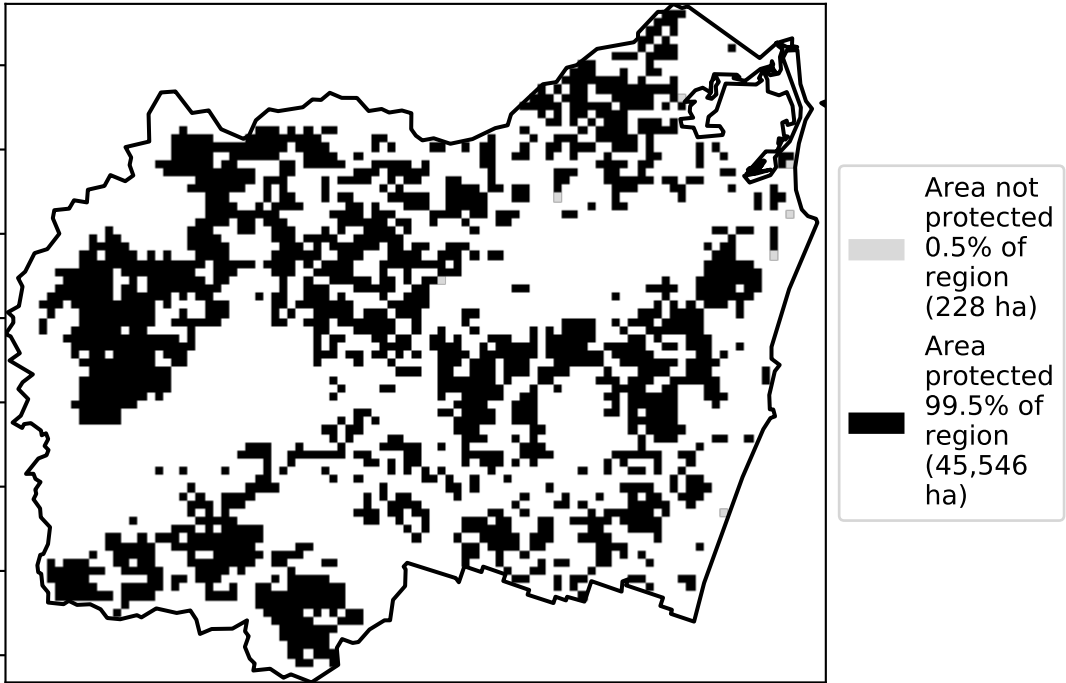 Area not
protected
0.5% of
region
(228 ha)
Area
protected
99.5% of
region
(45,546
ha)